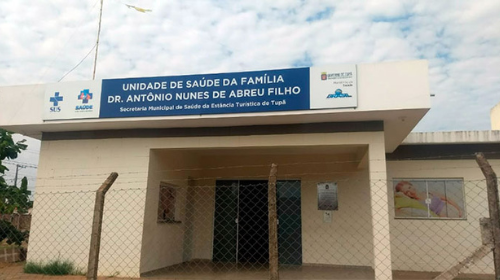 UNIDADE DE SAÚDE DA FAMÍLIA
DR. ANTÔNIO NUNES DE ABREU FILHO
Secretaria Municipal de Saúde da Estância Turística de Tupã
SUS
SAÚDE
BRASIL